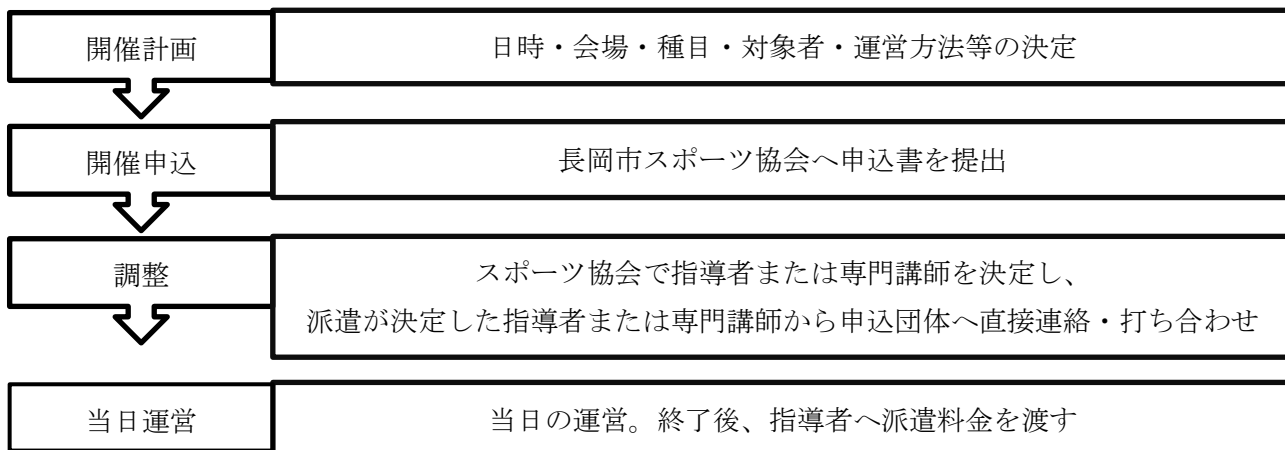 開催計画
日時・会場・種目・対象者・運営方法等の決定
開催申込
長岡市スポーツ協会へ申込書を提出
調整
スポーツ協会で指導者または専門講師を決定し、
派遣が決定した指導者または専門講師から申込団体へ直接連絡・打ち合わせ
当日運営
当日の運営。終了後、指導者へ派遣料金を渡す